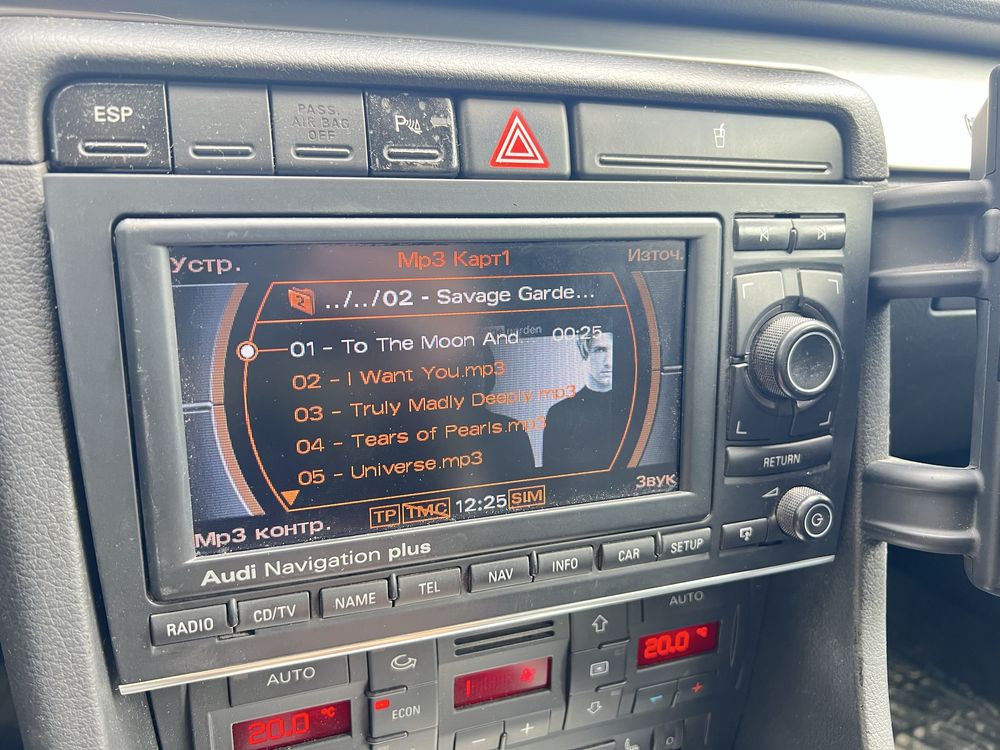 ESP
PASS.
AIR BAG
OFF
P
Устр.
Mp3 Карт1
Източ.
2
../../02 - Savage Garde...
garden
01 - To The Moon And
00:25
02 - I Want You.mp3
03 - Truly Madly Deeply.mp3
04 - Tears of Pearls.mp3
05 - Universe.mp3
Звук
TP TMC 12:25 SIM
Mp3 контр.
RETURN
Audi Navigation plus
RADIO
CD/TV
NAME
TEL
NAV
INFO
CAR
SETUP
AUTO
AUTO
20.0 °C
ECON
20.0 °C